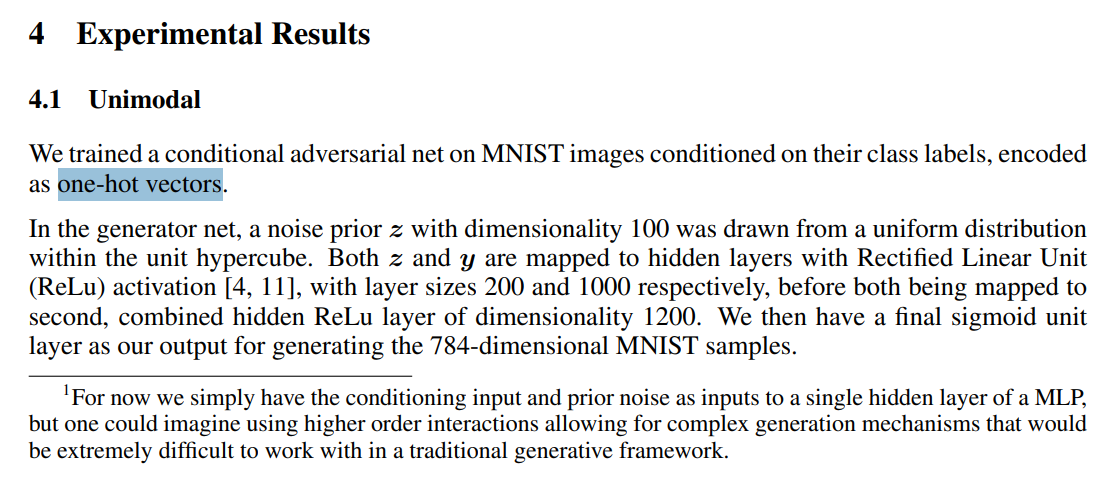 4 Experimental Results
4.1 Unimodal
We trained a conditional adversarial net on MNIST images conditioned on their class labels, encoded
as one-hot vectors.
In the generator net, a noise prior z with dimensionality 100 was drawn from a uniform distribution
within the unit hypercube. Both z and y are mapped to hidden layers with Rectified Linear Unit
(ReLu) activation [4, 11], with layer sizes 200 and 1000 respectively, before both being mapped to
second, combined hidden ReLu layer of dimensionality 1200. We then have a final sigmoid unit
layer as our output for generating the 784-dimensional MNIST samples.
1For now we simply have the conditioning input and prior noise as inputs to a single hidden layer of a MLP,
but one could imagine using higher order interactions allowing for complex generation mechanisms that would
be extremely difficult to work with in a traditional generative framework.